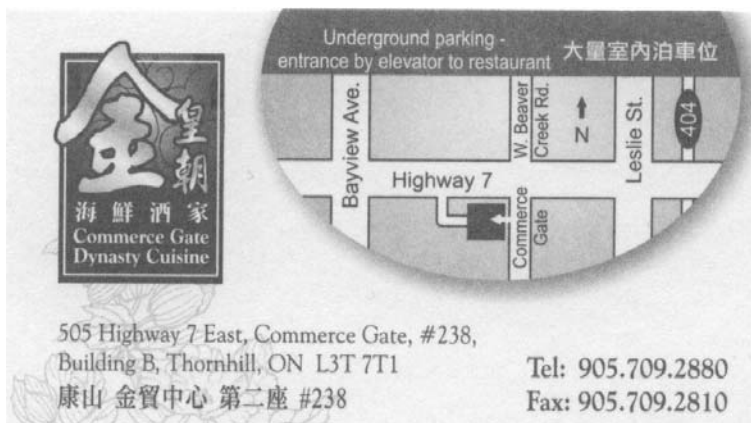 金皇朝
海鮮酒家
Commerce Gate
Dynasty Cuisine
Underground parking -
entrance by elevator to restaurant
大量室內泊車位
Bayview Ave.
W. Beaver
Creek Rd.
N
Leslie St.
404
Highway 7
Commerce
Gate
505 Highway 7 East, Commerce Gate, #238,
Building B, Thornhill, ON L3T 7T1
康山 金貿中心 第二座 #238
Tel: 905.709.2880
Fax: 905.709.2810